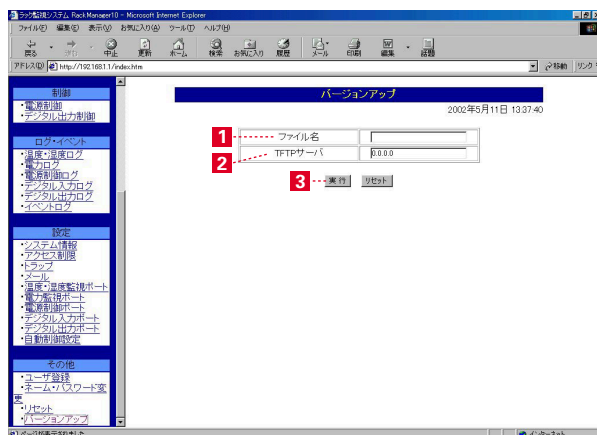 ラック監視システム RackManager10 - Microsoft Internet Explorer
ファイル(F) 編集(E) 表示(V) お気に入り(A) ツール(T) ヘルプ(H)
戻る 進む 中止 更新 ホーム 検索 お気に入り 履歴 メール 印刷 編集 話題
アドレス(D) http://192.168.1.1/index.htm 移動 リンク
制御
・電源制御
・デジタル出力制御
ログ・イベント
・温度・湿度ログ
・電力ログ
・電源制御ログ
・デジタル入力ログ
・デジタル出力ログ
・イベントログ
設定
・システム情報
・アクセス制限
・トラップ
・メール
・温度・湿度監視ポート
・電力監視ポート
・電源制御ポート
・デジタル入力ポート
・デジタル出力ポート
・自動制御設定
その他
・ユーザ登録
・ネーム・パスワード変
更
・リセット
・バージョンアップ
バージョンアップ
2002年5月11日 13:37:40
1 ファイル名
2 TFTPサーバ 0.0.0.0
3 実行 リセット
ページが表示されました インターネット